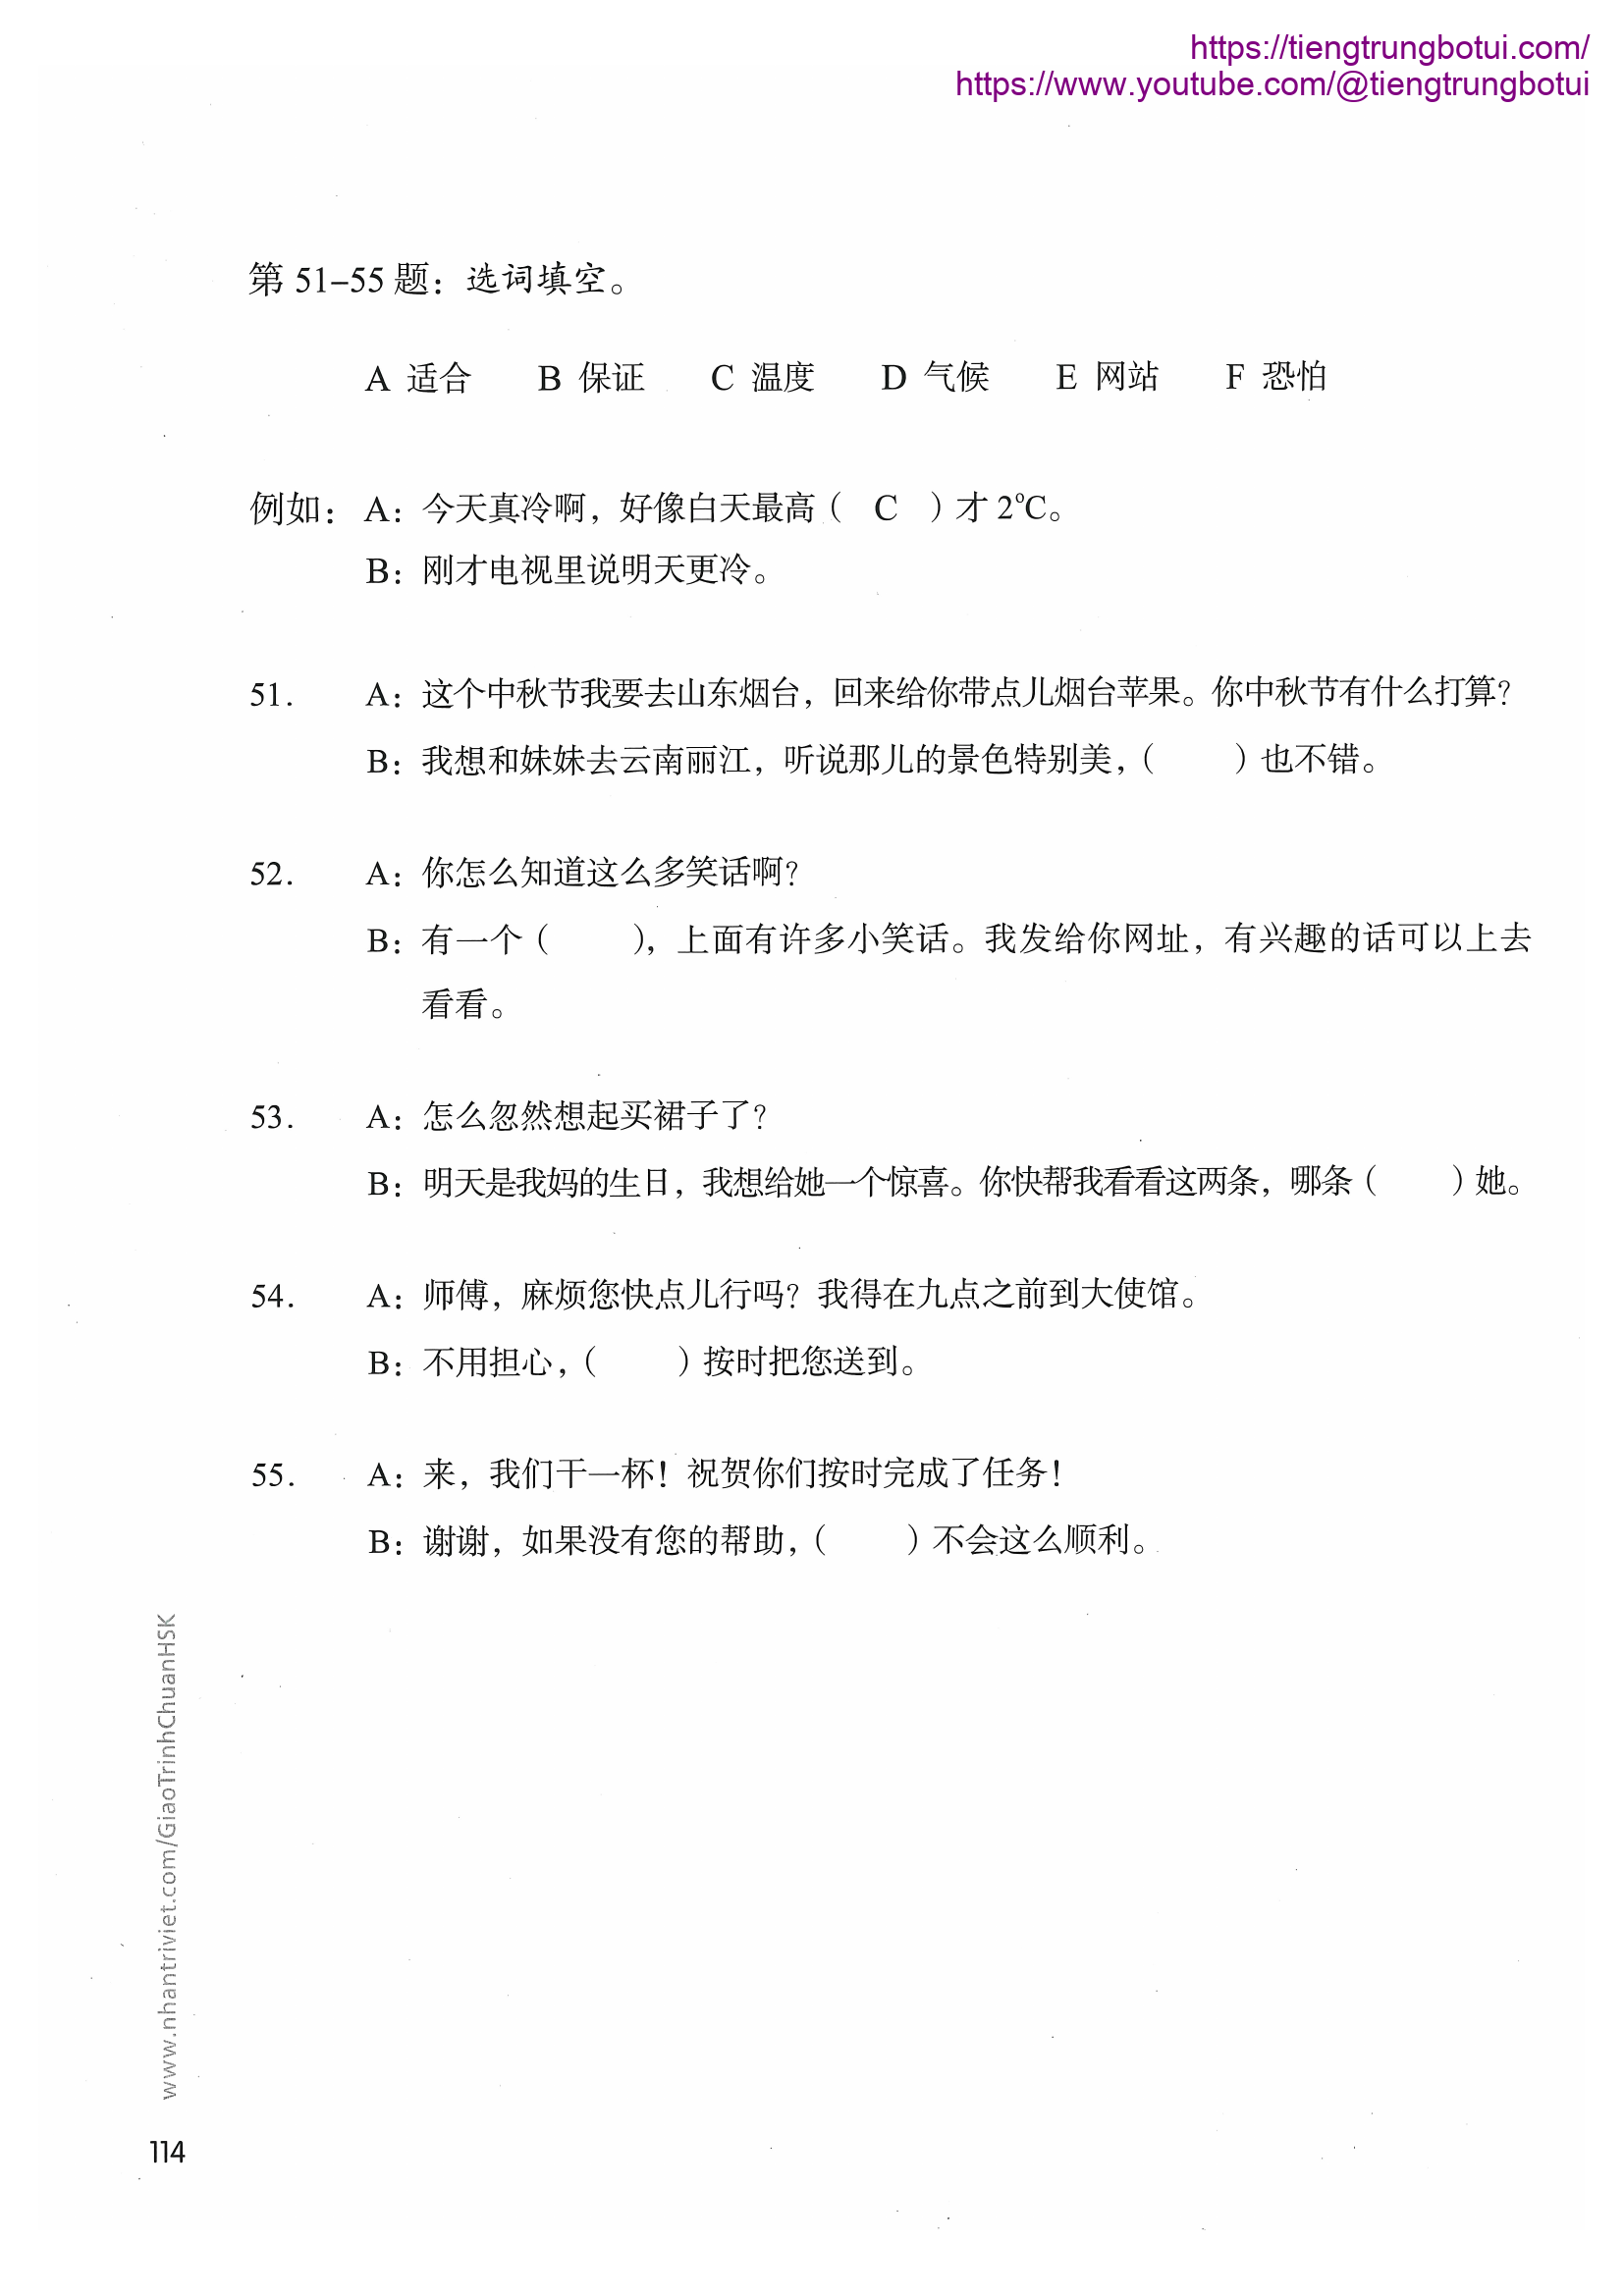 https://tiengtrungbotui.com/
https://www.youtube.com/@tiengtrungbotui
第 51–55 题：选词填空。
A 适合 B 保证 C 温度 D 气候 E 网站 F 恐怕
例如：A：今天真冷啊，好像白天最高（ C ）才 2℃。
B：刚才电视里说明天更冷。
51. A：这个中秋节我要去山东烟台，回来给你带点儿烟台苹果。你中秋节有什么打算？
B：我想和妹妹去云南丽江，听说那儿的景色特别美，（ ）也不错。
52. A：你怎么知道这么多笑话啊？
B：有一个（ ），上面有许多小笑话。我发给你网址，有兴趣的话可以上去
看看。
53. A：怎么忽然想起买裙子了？
B：明天是我妈的生日，我想给她一个惊喜。你快帮我看看这两条，哪条（ ）她。
54. A：师傅，麻烦您快点儿行吗？我得在九点之前到大使馆。
B：不用担心，（ ）按时把您送到。
55. A：来，我们干一杯！祝贺你们按时完成了任务！
B：谢谢，如果没有您的帮助，（ ）不会这么顺利。
www.nhantriviet.com/GiaoTrinhChuanHSK
114